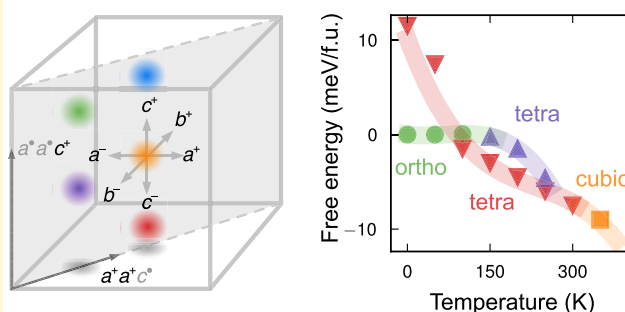 c⁺
b⁺
a⁻
a⁺
b⁻
c⁻
a•a•c⁺
a⁺a⁺c•
Free energy (meV/f.u.)
10
0
−10
tetra
ortho
tetra
cubic
0
150
300
Temperature (K)